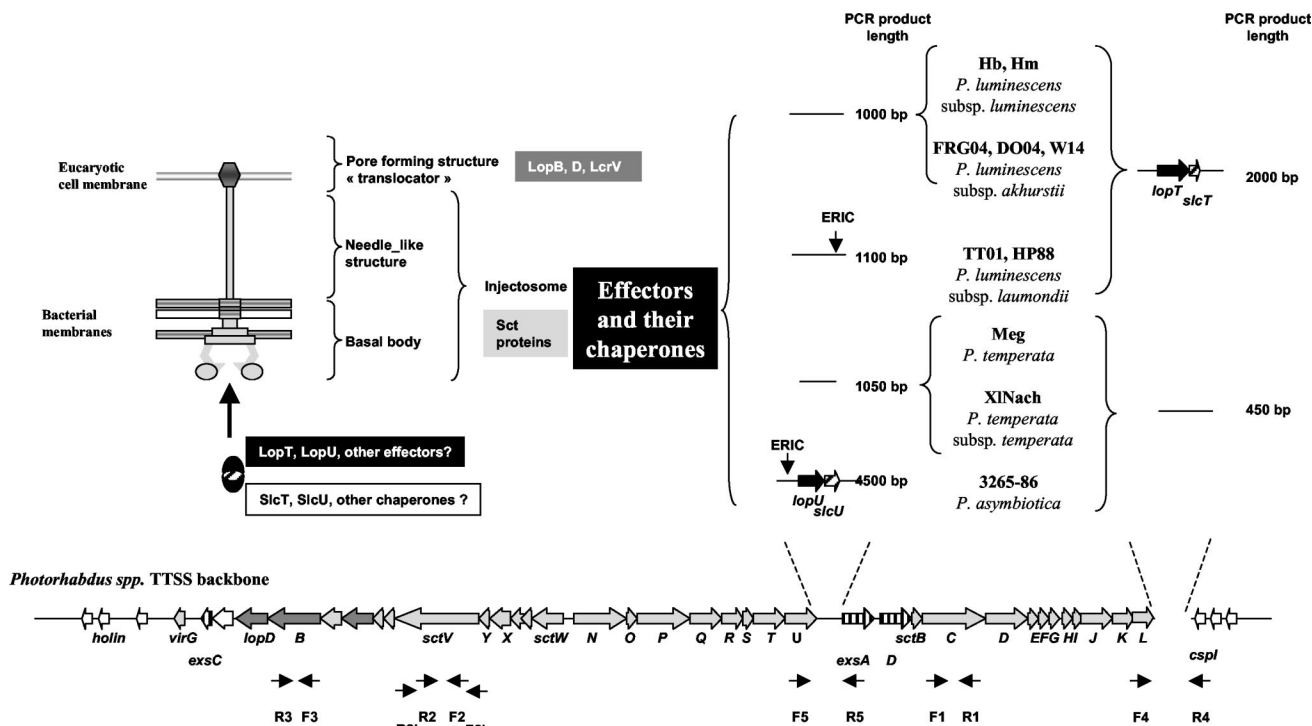 PCR product
length
PCR product
length
Hb, Hm
P. luminescens
subsp. luminescens
1000 bp
FRG04, DO04, W14
P. luminescens
subsp. akhurstii
lopT
slcT
2000 bp
Eucaryotic
cell membrane
Pore forming structure
« translocator »
LopB, D, LcrV
Needle_like
structure
ERIC
1100 bp
TT01, HP88
P. luminescens
subsp. laumondii
Injectosome
Effectors
and their
chaperones
Bacterial
membranes
Basal body
Sct
proteins
Meg
P. temperata
1050 bp
XlNach
P. temperata
subsp. temperata
450 bp
LopT, LopU, other effectors?
SlcT, SlcU, other chaperones ?
ERIC
lopU
slcU
4500 bp
3265-86
P. asymbiotica
Photorhabdus spp. TTSS backbone
holin virG lopD B sctV Y X sctW N O P Q R S T U sctB C D E F G H I J K L
exsC exsA D cspI
R3 F3 R2 F2 F5 R5 F1 R1 F4 R4